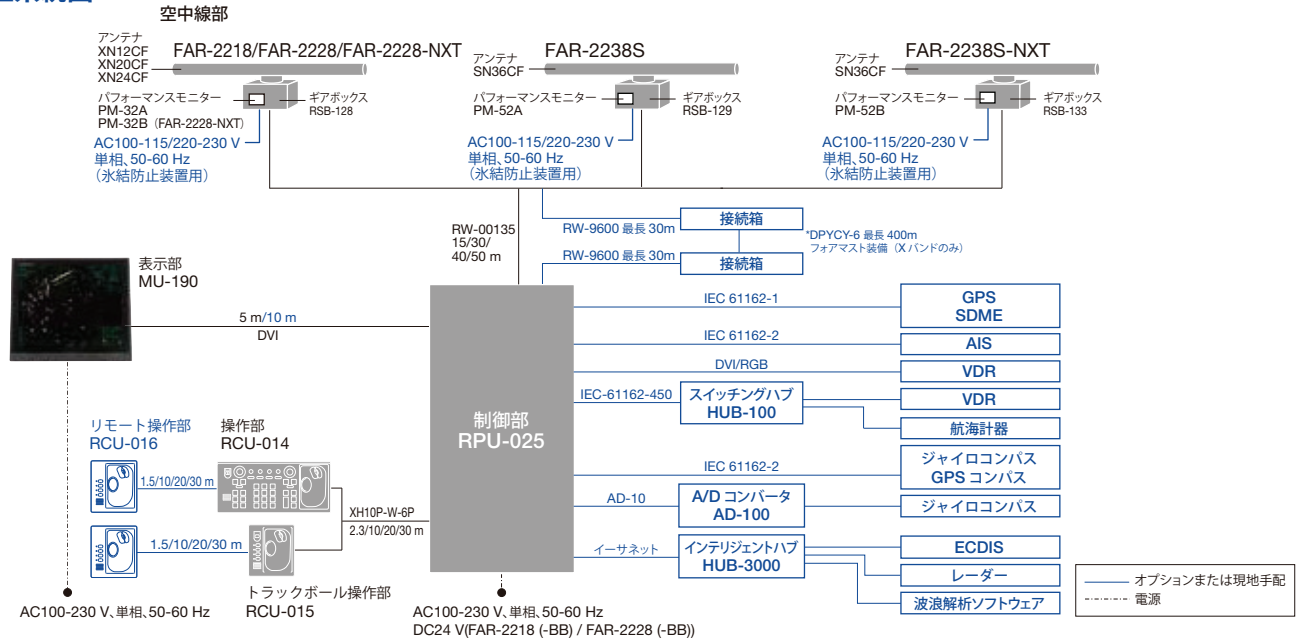 空中線部
アンテナ
XN12CF
XN20CF
XN24CF
FAR-2218/FAR-2228/FAR-2228-NXT
パフォーマンスモニター
PM-32A
PM-32B（FAR-2228-NXT）
ギアボックス
RSB-128
AC100-115/220-230 V
単相、50-60 Hz
（氷結防止装置用）
アンテナ
SN36CF
FAR-2238S
パフォーマンスモニター
PM-52A
ギアボックス
RSB-129
AC100-115/220-230 V
単相、50-60 Hz
（氷結防止装置用）
アンテナ
SN36CF
FAR-2238S-NXT
パフォーマンスモニター
PM-52B
ギアボックス
RSB-133
AC100-115/220-230 V
単相、50-60 Hz
（氷結防止装置用）
RW-00135
15/30/
40/50 m
RW-9600 最長 30m
接続箱
*DPYCY-6 最長 400m
フォアマスト装備（X バンドのみ）
RW-9600 最長 30m
接続箱
表示部
MU-190
5 m/10 m
DVI
制御部
RPU-025
IEC 61162-1
GPS
SDME
IEC 61162-2
AIS
DVI/RGB
VDR
IEC-61162-450
スイッチングハブ
HUB-100
VDR
航海計器
IEC 61162-2
ジャイロコンパス
GPS コンパス
AD-10
A/D コンバータ
AD-100
ジャイロコンパス
イーサネット
インテリジェントハブ
HUB-3000
ECDIS
レーダー
波浪解析ソフトウェア
リモート操作部
RCU-016
操作部
RCU-014
1.5/10/20/30 m
XH10P-W-6P
2.3/10/20/30 m
1.5/10/20/30 m
トラックボール操作部
RCU-015
AC100-230 V、単相、50-60 Hz
AC100-230 V、単相、50-60 Hz
DC24 V(FAR-2218 (-BB) / FAR-2228 (-BB))
オプションまたは現地手配
電源